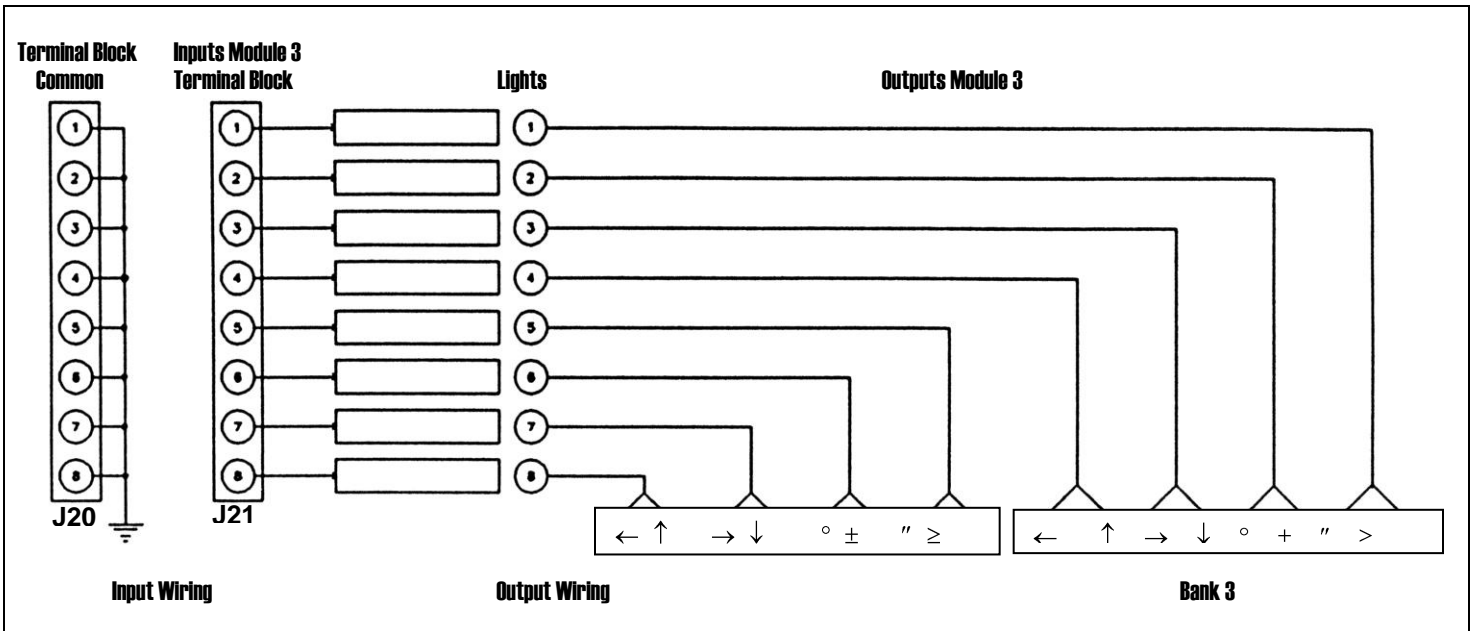 Terminal Block Common
Inputs Module 3 Terminal Block
Lights
Outputs Module 3
1 1 1
2 2 2
3 3 3
4 4 4
5 5 5
6 6 6
7 7 7
8 8 8
J20
J21
← ↑ → ↓ ° ± ″ ≥
← ↑ → ↓ ° + ″ >
Input Wiring
Output Wiring
Bank 3